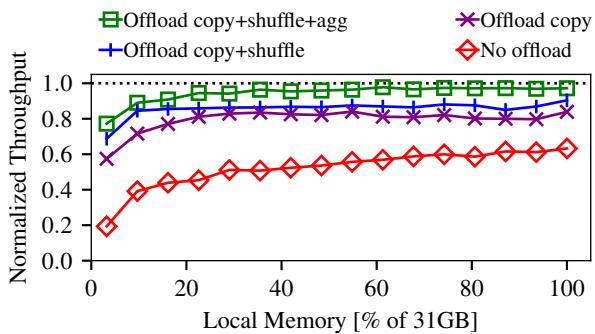 Offload copy+shuffle+agg
Offload copy
Offload copy+shuffle
No offload
Normalized Throughput
1.0
0.8
0.6
0.4
0.2
0.0
0
20
40
60
80
100
Local Memory [% of 31GB]